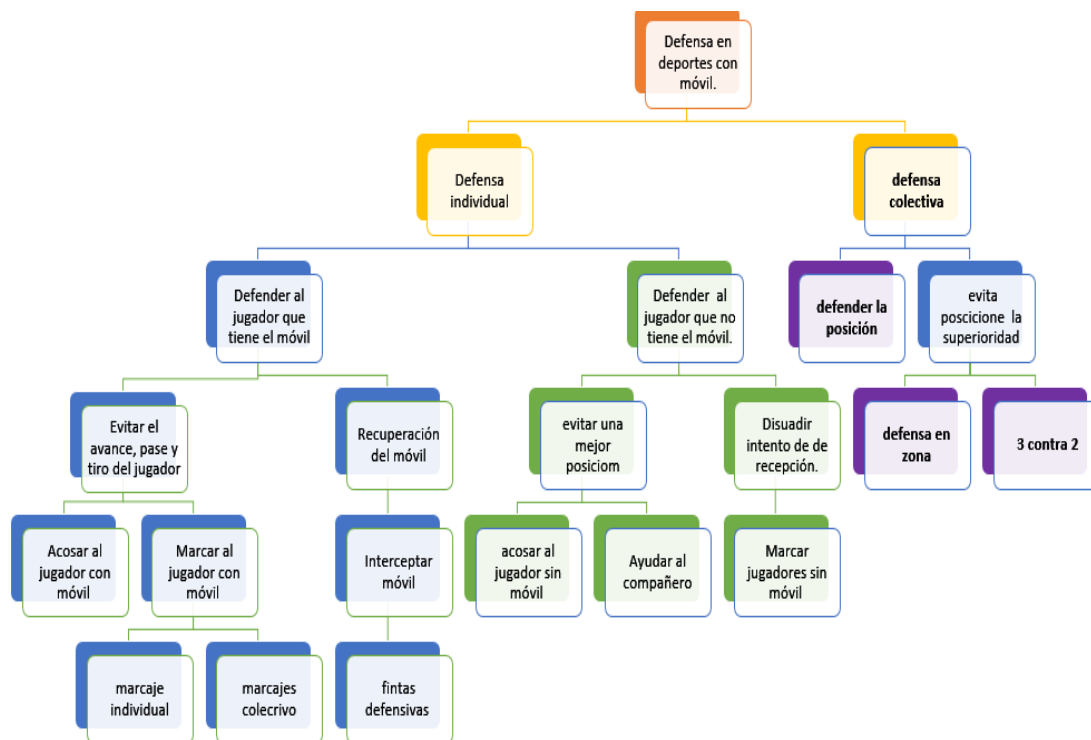 Defensa en
deportes con
móvil.
Defensa
individual
defensa
colectiva
Defender al
jugador que
tiene el móvil
Defender al
jugador que no
tiene el móvil.
defender la
posición
evita
poscicione la
superioridad
Evitar el
avance, pase y
tiro del jugador
Recuperación
del móvil
evitar una
mejor
posiciom
Disuadir
intento de de
recepción.
defensa en
zona
3 contra 2
Acosar al
jugador con
móvil
Marcar al
jugador con
móvil
Interceptar
móvil
acosar al
jugador sin
móvil
Ayudar al
compañero
Marcar
jugadores sin
móvil
marcaje
individual
marcajes
colecrivo
fintas
defensivas